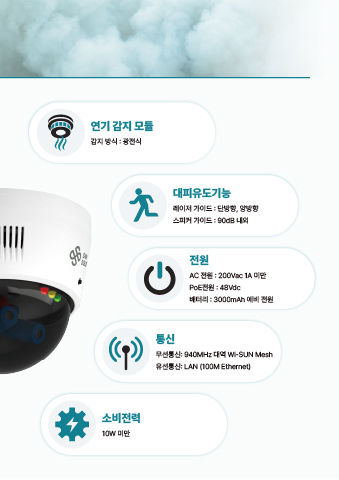 연기 감지 모듈
감지 방식 : 광전식
대피유도기능
레이저 가이드 : 단방향, 양방향
스피커 가이드 : 90dB 내외
전원
AC 전원 : 200Vac 1A 미만
PoE전원 : 48Vdc
배터리 : 3000mAh 예비 전원
통신
무선통신: 940MHz 대역 Wi-SUN Mesh
유선통신: LAN (100M Ethernet)
소비전력
10W 미만